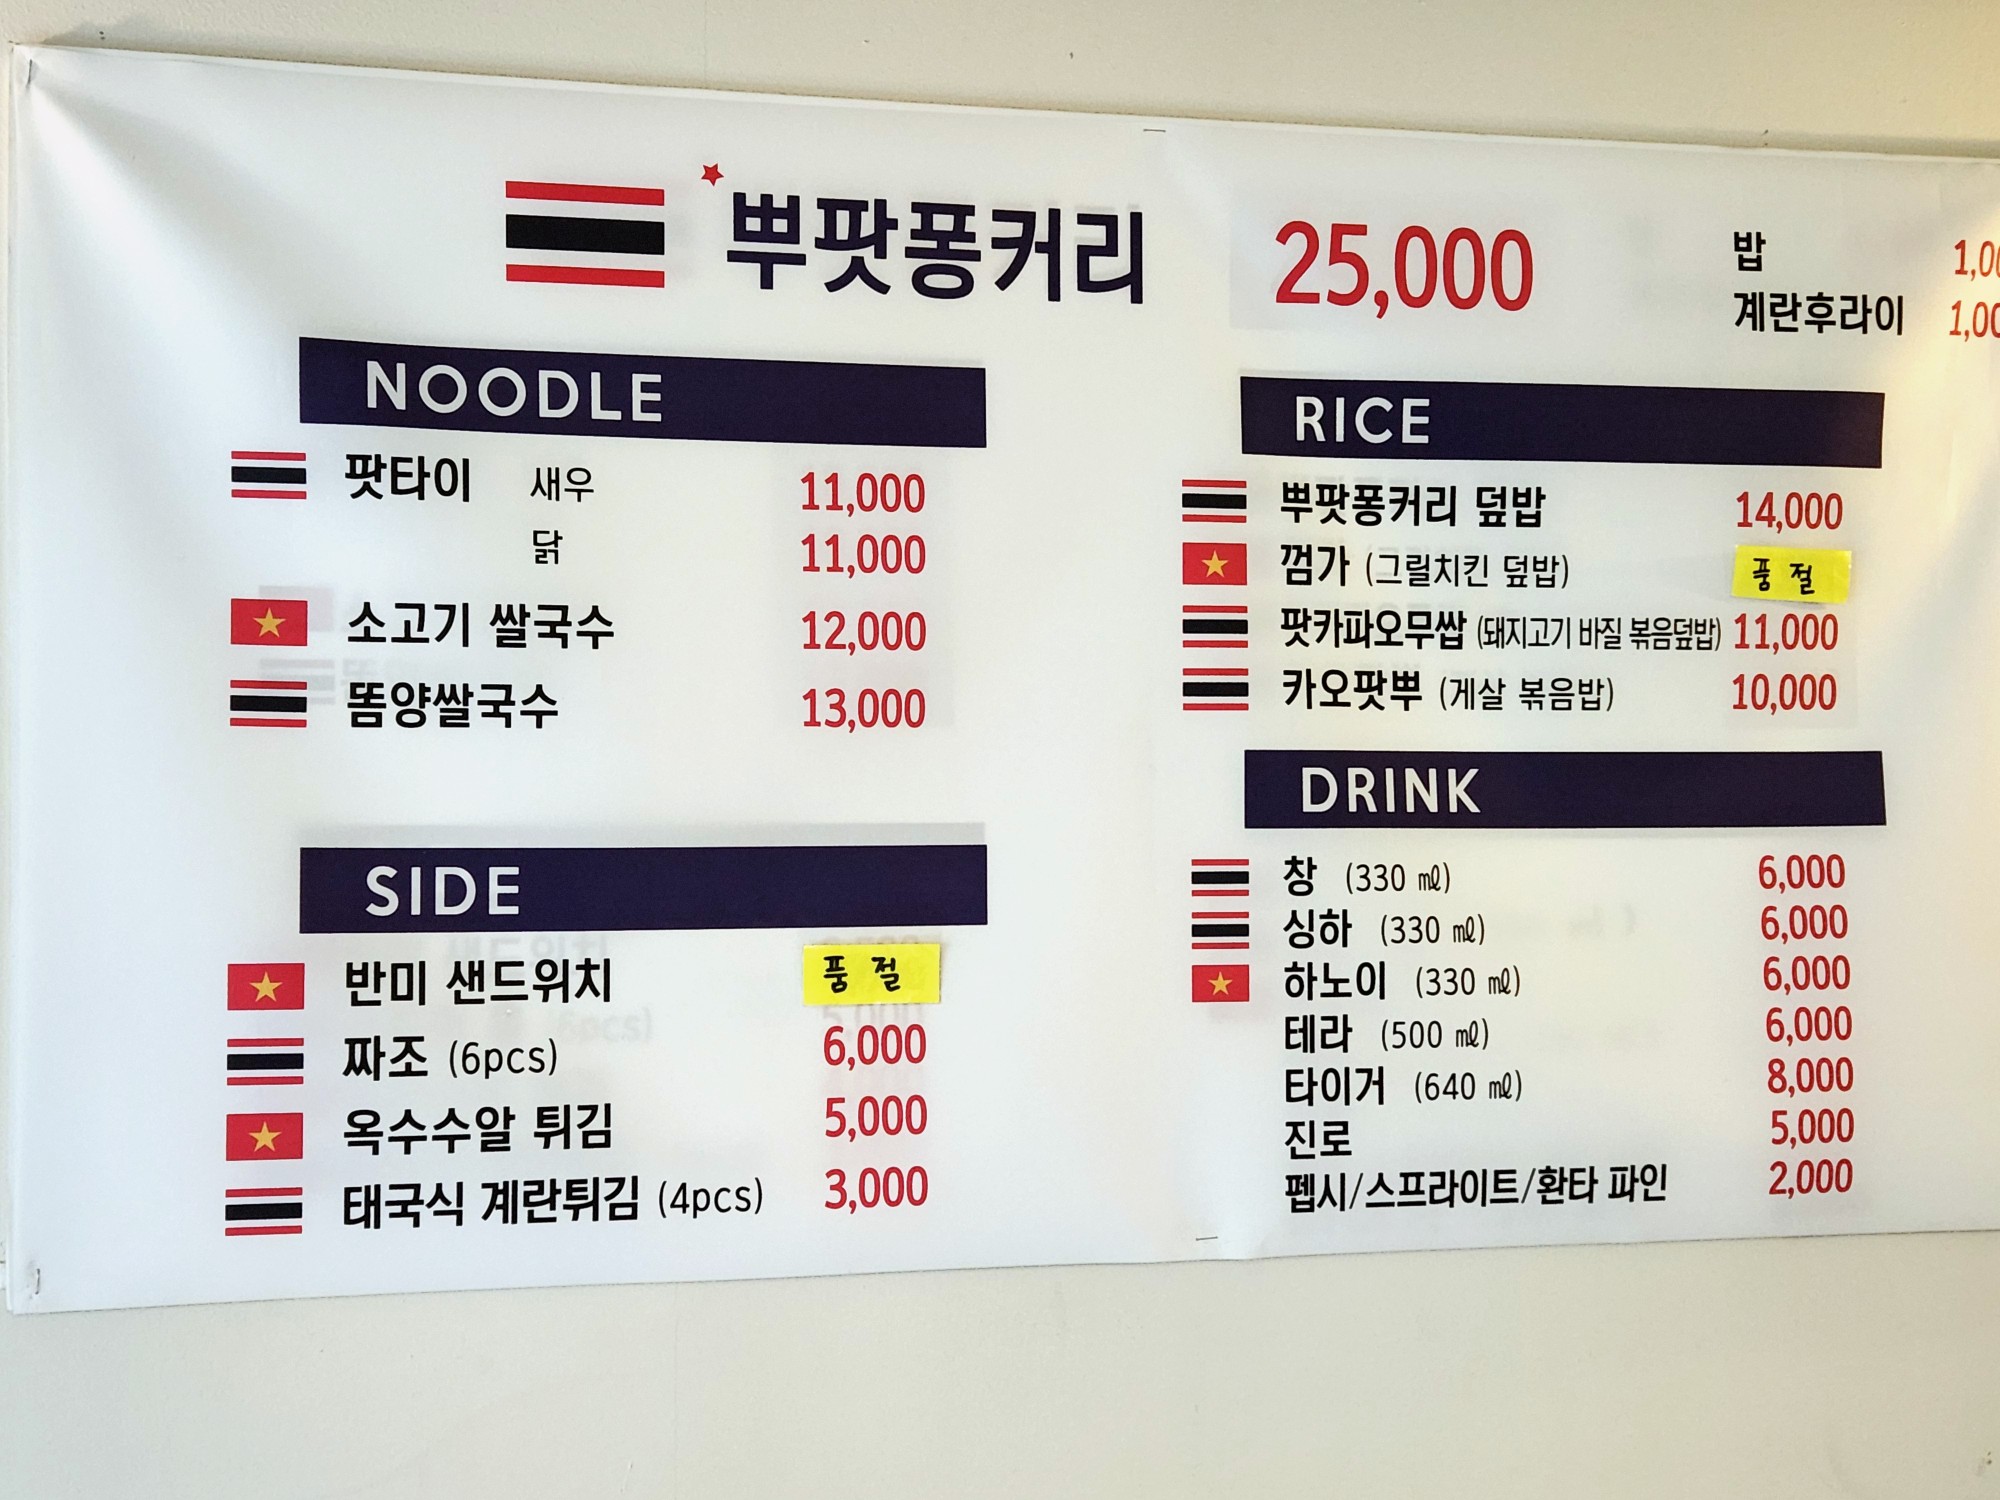 뿌팟퐁커리 25,000
밥 1,00
계란후라이 1,00
NOODLE
팟타이 새우 11,000
닭 11,000
소고기 쌀국수 12,000
똠양쌀국수 13,000
SIDE
반미 샌드위치 품절
짜조 (6pcs) 6,000
옥수수알 튀김 5,000
태국식 계란튀김 (4pcs) 3,000
RICE
뿌팟퐁커리 덮밥 14,000
껌가 (그릴치킨 덮밥) 품절
팟카파오무쌉 (돼지고기 바질 볶음덮밥) 11,000
카오팟뿌 (게살 볶음밥) 10,000
DRINK
창 (330 ㎖) 6,000
싱하 (330 ㎖) 6,000
하노이 (330 ㎖) 6,000
테라 (500 ㎖) 6,000
타이거 (640 ㎖) 8,000
진로 5,000
펩시/스프라이트/환타 파인 2,000